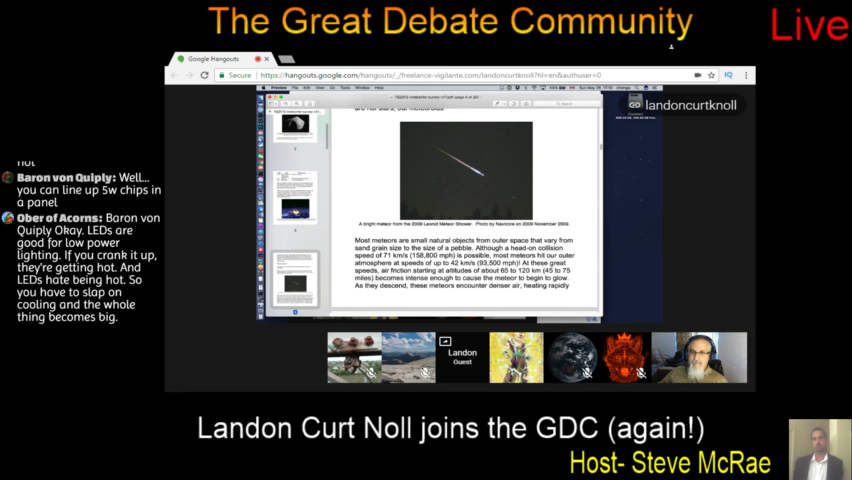 The Great Debate Community
Live
Google Hangouts
Secure
https://hangouts.google.com/hangouts/_/freelance-vigilante.com/landoncurtknoll?hl=en&authuser=0
landoncurtknoll
not
Baron von Quiply: Well...
you can line up 5w chips in
a panel
Ober of Acorns: Baron von
Quiply Okay. LEDs are
good for low power
lighting. If you crank it up,
they're getting hot. And
LEDs hate being hot. So
you have to slap on
cooling and the whole
thing becomes big.
A bright meteor from the 2009 Leonid Meteor Shower. Photo by Navicore on 2009 November 2009.
Most meteors are small natural objects from outer space that vary from
sand grain size to the size of a pebble. Although a head-on collision
speed of 71 km/s (158,800 mph) is possible, most meteors hit our outer
atmosphere at speeds of up to 42 km/s (93,500 mph)! At these great
speeds, air friction starting at altitudes of about 65 to 120 km (45 to 75
miles) becomes intense enough to cause the meteor to begin to glow.
As they descend, these meteors encounter denser air, heating rapidly
Landon
Guest
Landon Curt Noll joins the GDC (again!)
Host- Steve McRae